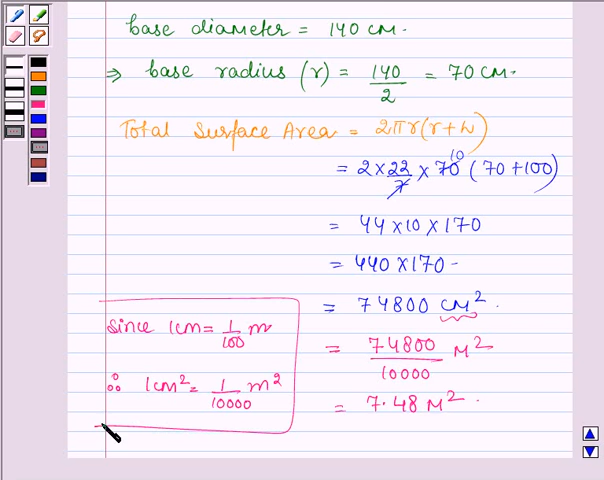 base diameter = 140 cm.
⇒ base radius (r) = 140/2 = 70 cm.
Total Surface Area = 2πr(r+h)
= 2 × 22/7 × 70 10 (70+100)
= 44 × 10 × 170
= 440 × 170
= 74800 cm²
Since 1cm = 1/100 m
= 74800/10000 m²
∴ 1cm² = 1/10000 m²
= 7.48 m².